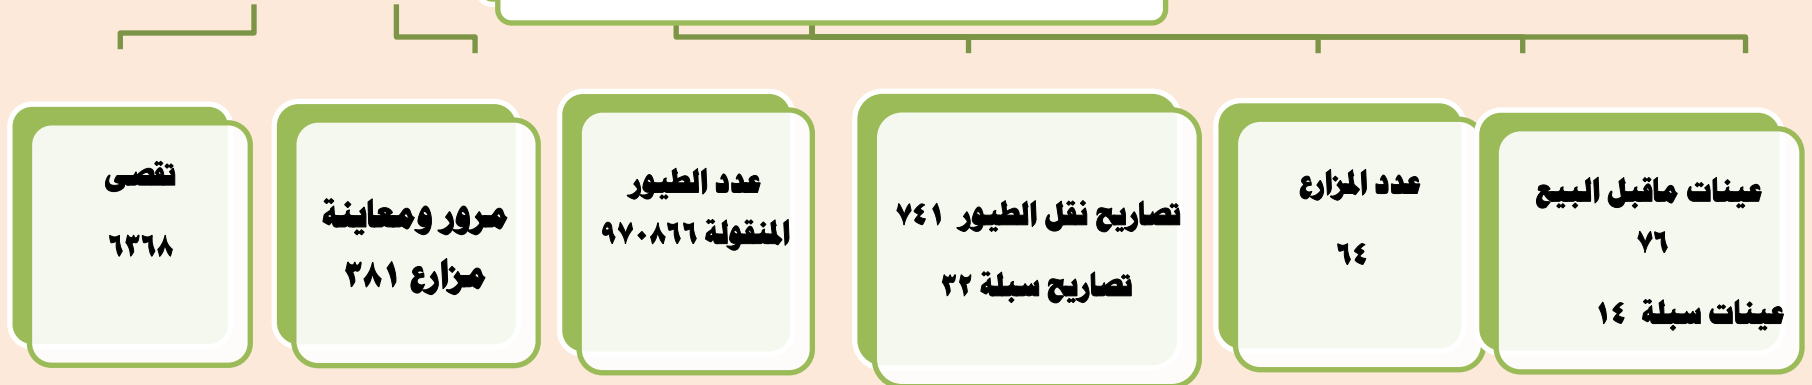 عينات ماقبل البيع
٧٦
عينات سبلة ١٤
عدد المزارع
٦٤
تصاريح نقل الطيور ٧٤١
تصاريح سبلة ٣٢
عدد الطيور
المنقولة ٩٧٠٨٦٦
مرور ومعاينة
مزارع ٣٨١
تقصى
٦٣٦٨